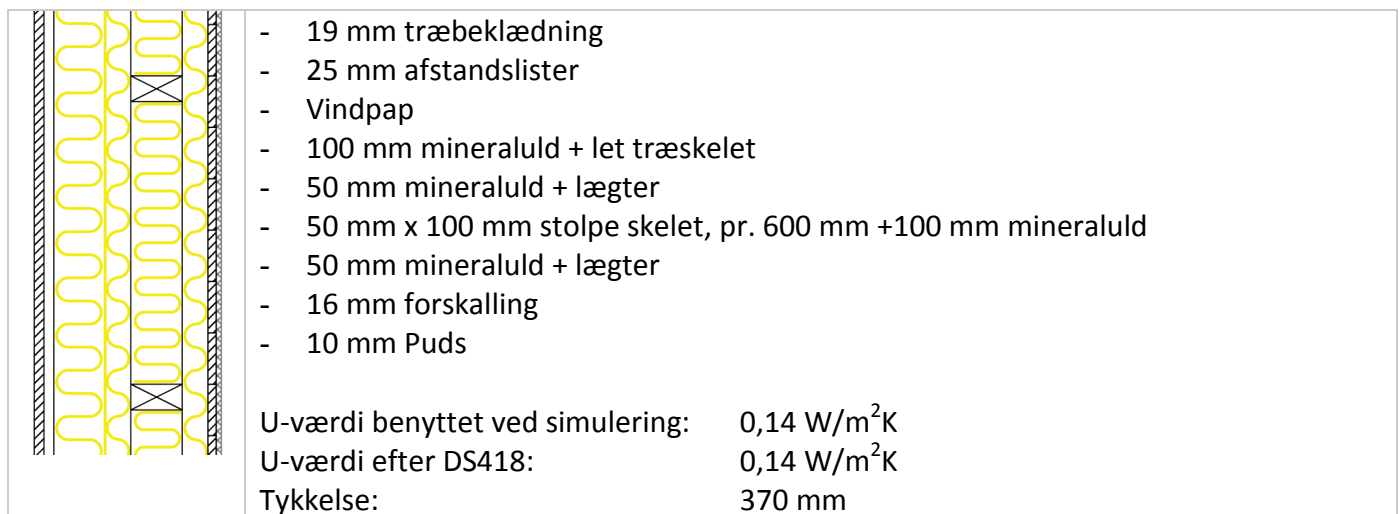 - 19 mm træbeklædning
- 25 mm afstandslister
- Vindpap
- 100 mm mineraluld + let træskelet
- 50 mm mineraluld + lægter
- 50 mm x 100 mm stolpe skelet, pr. 600 mm +100 mm mineraluld
- 50 mm mineraluld + lægter
- 16 mm forskalling
- 10 mm Puds
U-værdi benyttet ved simulering: 0,14 W/m²K
U-værdi efter DS418: 0,14 W/m²K
Tykkelse: 370 mm